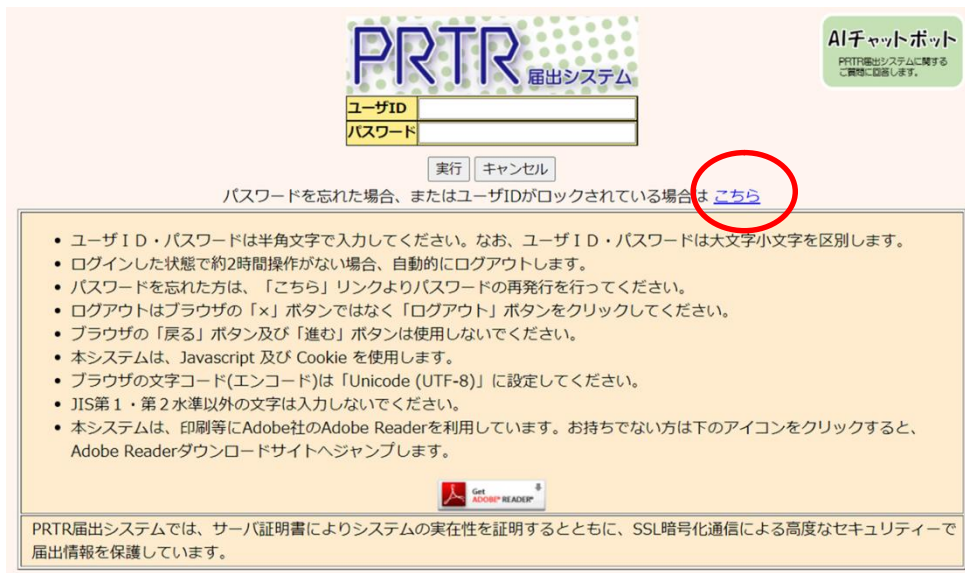 PRTR 届出システム
AIチャットボット
PRTR届出システムに関する
ご質問に回答します。
ユーザID
パスワード
実行 キャンセル
パスワードを忘れた場合、またはユーザIDがロックされている場合は こちら
• ユーザＩＤ・パスワードは半角文字で入力してください。なお、ユーザＩＤ・パスワードは大文字小文字を区別します。
• ログインした状態で約2時間操作がない場合、自動的にログアウトします。
• パスワードを忘れた方は、「こちら」リンクよりパスワードの再発行を行ってください。
• ログアウトはブラウザの「×」ボタンではなく「ログアウト」ボタンをクリックしてください。
• ブラウザの「戻る」ボタン及び「進む」ボタンは使用しないでください。
• 本システムは、Javascript 及び Cookie を使用します。
• ブラウザの文字コード(エンコード)は「Unicode (UTF-8)」に設定してください。
• JIS第１・第２水準以外の文字は入力しないでください。
• 本システムは、印刷等にAdobe社のAdobe Readerを利用しています。お持ちでない方は下のアイコンをクリックすると、
Adobe Readerダウンロードサイトへジャンプします。
Get
ADOBE® READER®
PRTR届出システムでは、サーバ証明書によりシステムの実在性を証明するとともに、SSL暗号化通信による高度なセキュリティーで
届出情報を保護しています。